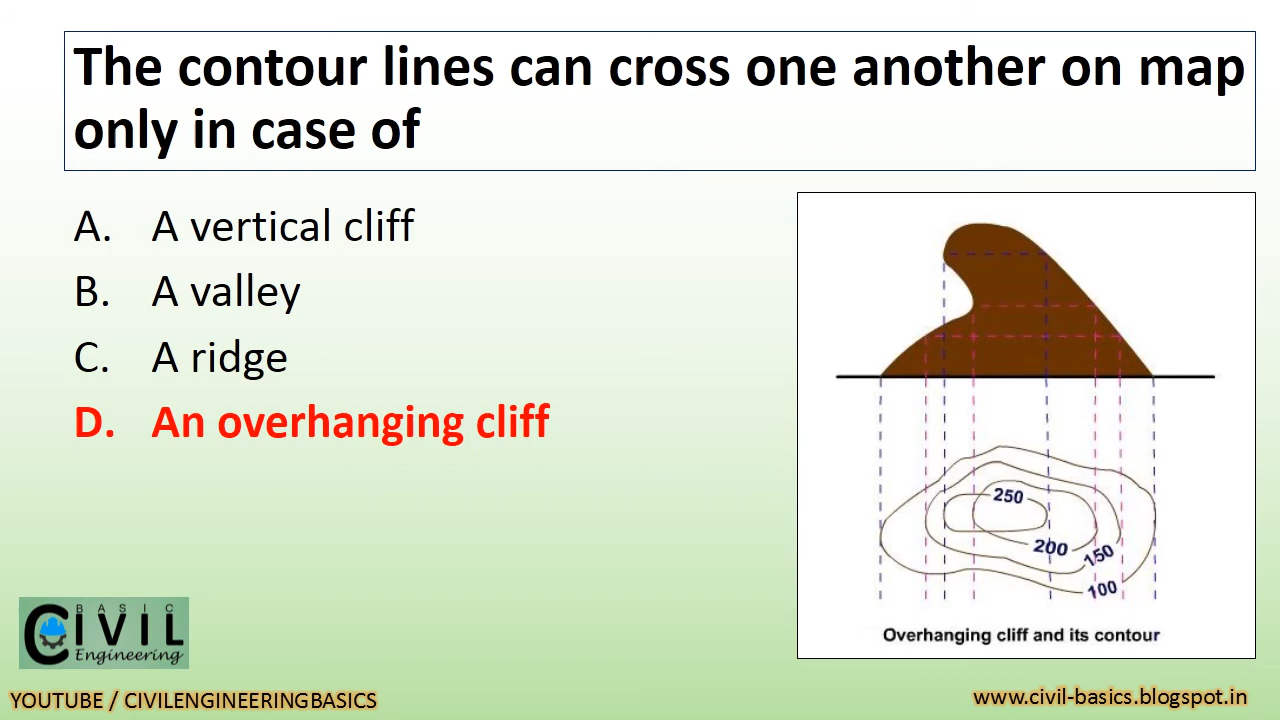 The contour lines can cross one another on map
only in case of
A. A vertical cliff
B. A valley
C. A ridge
D. An overhanging cliff
250
200
150
100
Overhanging cliff and its contour
BASIC
CIVIL
Engineering
YOUTUBE / CIVILENGINEERINGBASICS
www.civil-basics.blogspot.in